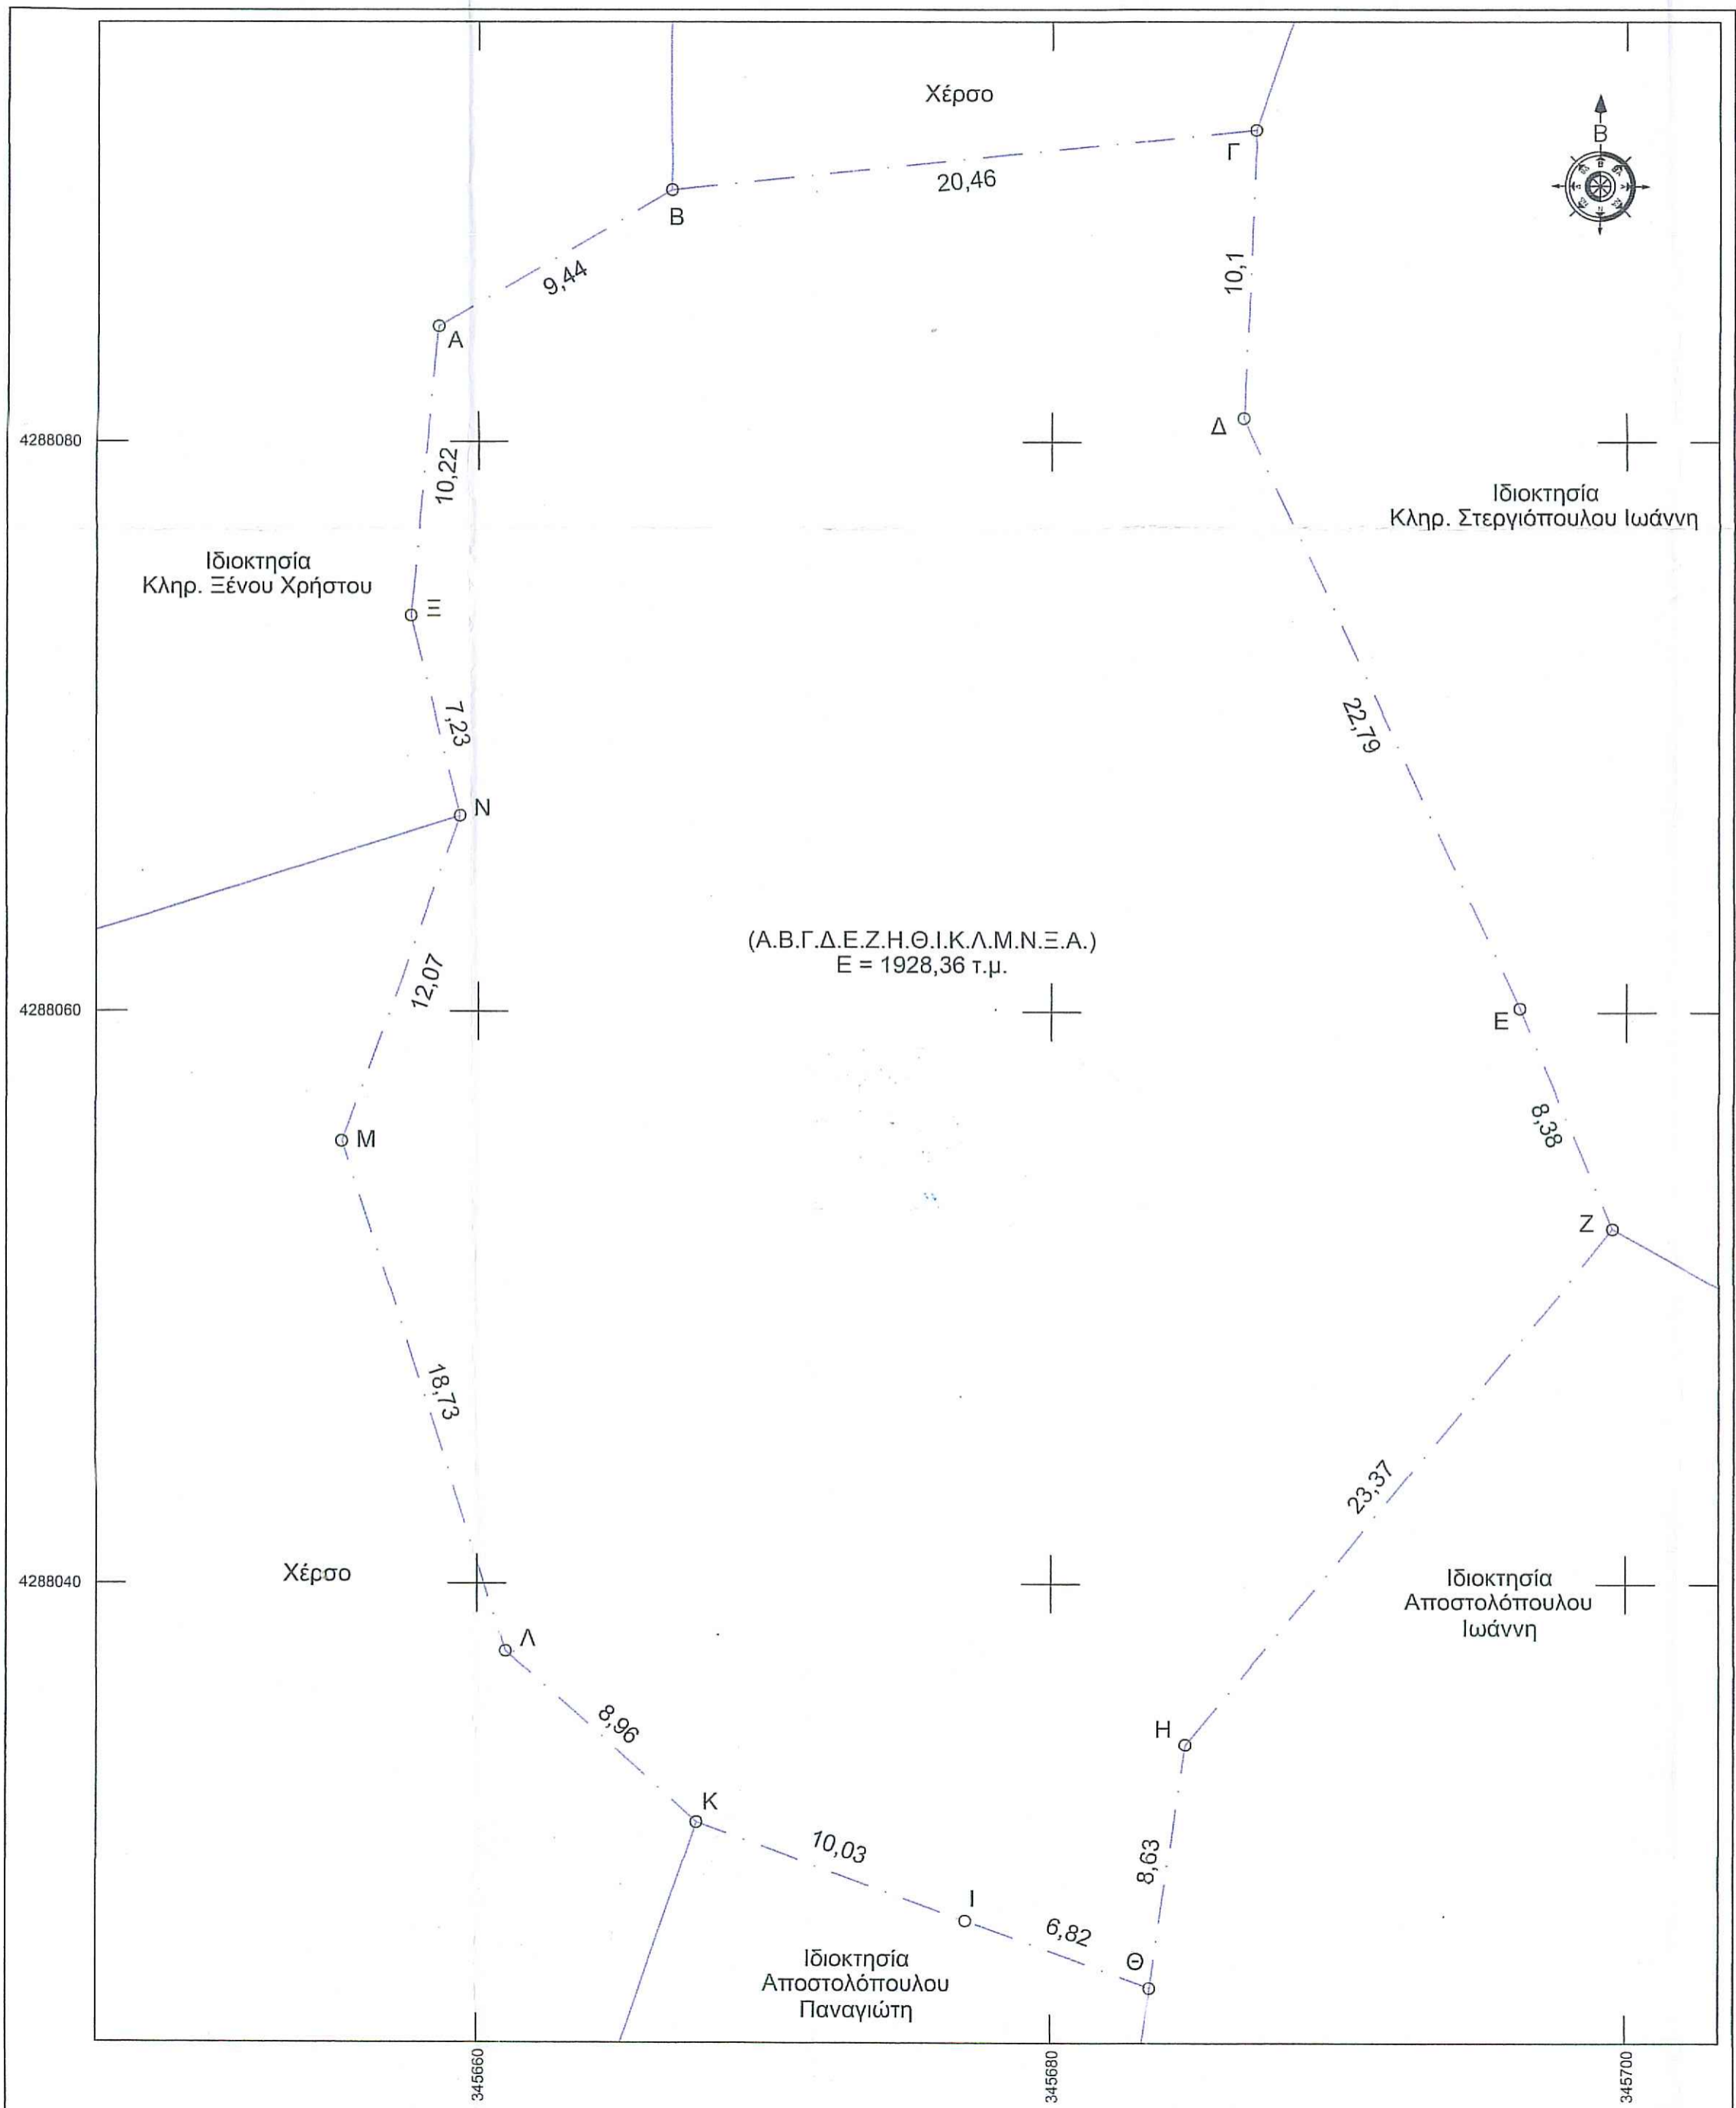 Χέρσο
Β
Γ
20,46
Β
10,1
9,44
Α
Δ
4288080
10,22
Ιδιοκτησία
Κληρ. Στεργιόπουλου Ιωάννη
Ιδιοκτησία
Κληρ. Ξένου Χρήστου
Ξ
7,23
22,79
Ν
(Α.Β.Γ.Δ.Ε.Ζ.Η.Θ.Ι.Κ.Λ.Μ.Ν.Ξ.Α.)
Ε = 1928,36 τ.μ.
12,07
4288060
Ε
8,38
Μ
Ζ
18,73
23,37
Χέρσο
4288040
Ιδιοκτησία
Αποστολόπουλου
Ιωάννη
Λ
8,96
Η
Κ
10,03
8,63
Ι
6,82
Θ
Ιδιοκτησία
Αποστολόπουλου
Παναγιώτη
345660
345680
345700